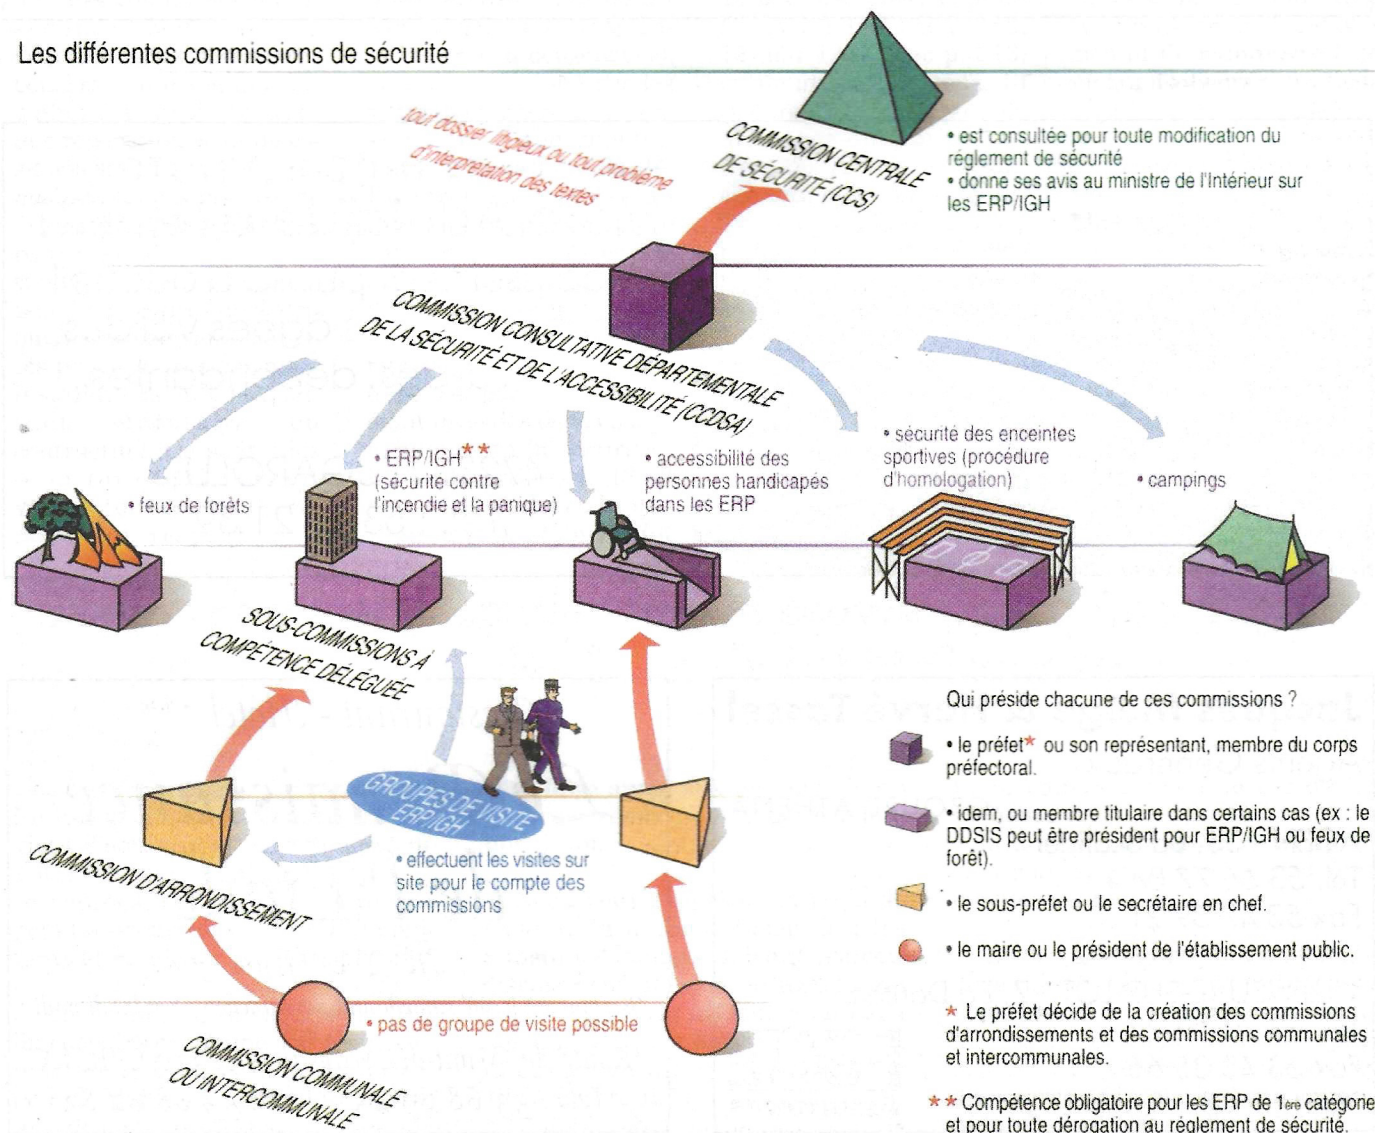 Les différentes commissions de sécurité
tout dossier litigieux ou tout problème
d'interprétation des textes
COMMISSION CENTRALE
DE SÉCURITÉ (CCS)
• est consultée pour toute modification du
réglement de sécurité
• donne ses avis au ministre de l'Intérieur sur
les ERP/IGH
COMMISSION CONSULTATIVE DÉPARTEMENTALE
DE LA SÉCURITÉ ET DE L'ACCESSIBILITÉ (CCDSA)
• feux de forêts
• ERP/IGH**
(sécurité contre
l'incendie et la panique)
• accessibilité des
personnes handicapés
dans les ERP
• sécurité des enceintes
sportives (procédure
d'homologation)
• campings
SOUS-COMMISSIONS À
COMPÉTENCE DÉLÉGUÉE
GROUPES DE VISITE
ERP/IGH
• effectuent les visites sur
site pour le compte des
commissions
COMMISSION D'ARRONDISSEMENT
• pas de groupe de visite possible
COMMISSION COMMUNALE
OU INTERCOMMUNALE
Qui préside chacune de ces commissions ?
• le préfet* ou son représentant, membre du corps
préfectoral.
• idem, ou membre titulaire dans certains cas (ex : le
DDSIS peut être président pour ERP/IGH ou feux de
forêt).
• le sous-préfet ou le secrétaire en chef.
• le maire ou le président de l'établissement public.
* Le préfet décide de la création des commissions
d'arrondissements et des commissions communales
et intercommunales.
** Compétence obligatoire pour les ERP de 1ère catégorie
et pour toute dérogation au réglement de sécurité.